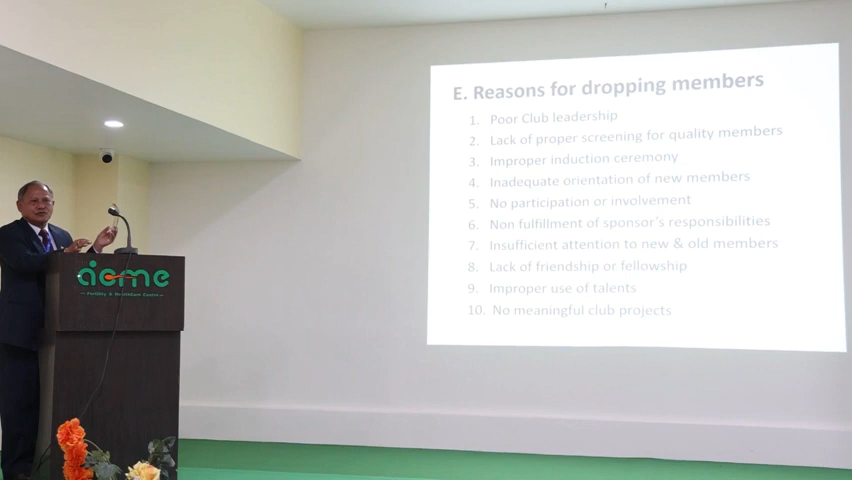 E. Reasons for dropping members
1. Poor Club leadership
2. Lack of proper screening for quality members
3. Improper induction ceremony
4. Inadequate orientation of new members
5. No participation or involvement
6. Non fulfillment of sponsor's responsibilities
7. Insufficient attention to new & old members
8. Lack of friendship or fellowship
9. Improper use of talents
10. No meaningful club projects
acme
Fertility & Healthcare Centre